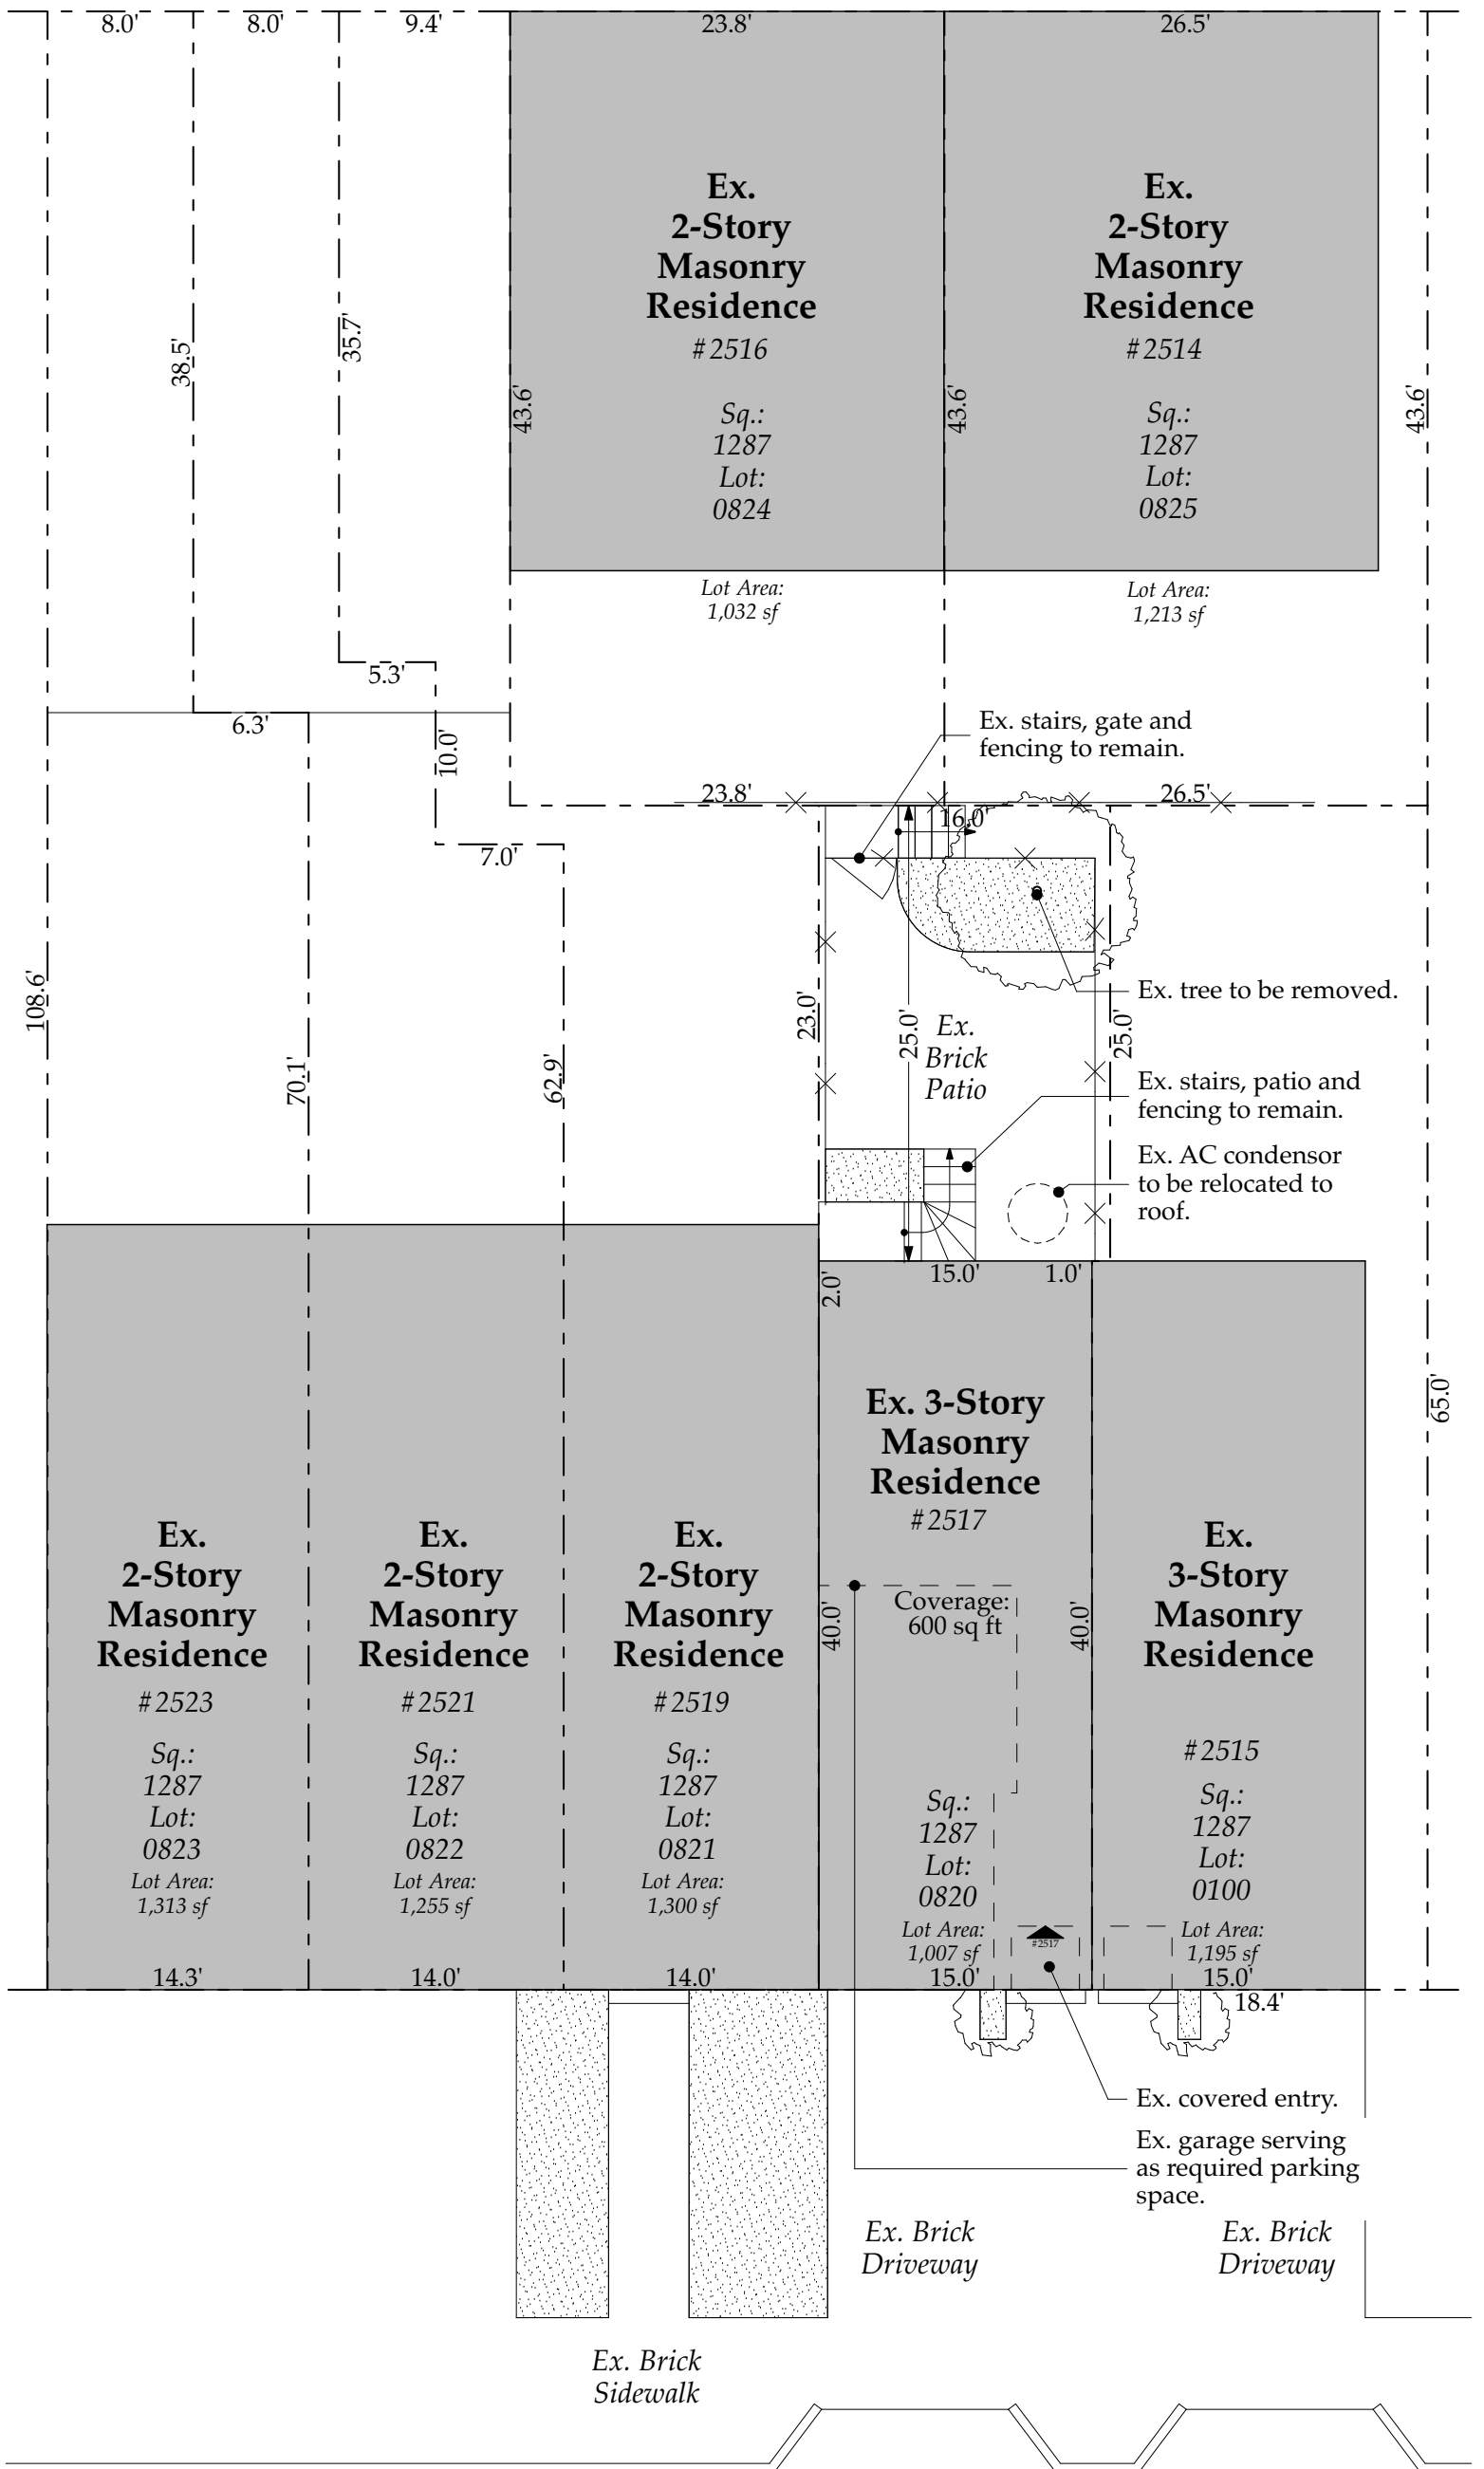 8.0'
8.0'
9.4'
23.8'
26.5'
Ex.
2-Story
Masonry
Residence
#2516
Sq.:
1287
Lot:
0824
Ex.
2-Story
Masonry
Residence
#2514
Sq.:
1287
Lot:
0825
38.5'
35.7'
43.6'
43.6'
43.6'
Lot Area:
1,032 sf
Lot Area:
1,213 sf
5.3'
6.3'
10.0'
Ex. stairs, gate and
fencing to remain.
23.8'
26.5'
16.0'
7.0'
Ex. tree to be removed.
108.6'
70.1'
62.9'
23.0'
25.0'
Ex.
Brick
Patio
25.0'
Ex. stairs, patio and
fencing to remain.
Ex. AC condensor
to be relocated to
roof.
2.0'
15.0'
1.0'
65.0'
Ex. 3-Story
Masonry
Residence
#2517
Ex.
2-Story
Masonry
Residence
#2523
Sq.:
1287
Lot:
0823
Lot Area:
1,313 sf
14.3'
Ex.
2-Story
Masonry
Residence
#2521
Sq.:
1287
Lot:
0822
Lot Area:
1,255 sf
14.0'
Ex.
2-Story
Masonry
Residence
#2519
Sq.:
1287
Lot:
0821
Lot Area:
1,300 sf
14.0'
40.0'
Coverage:
600 sq ft
40.0'
Sq.:
1287
Lot:
0820
Lot Area:
1,007 sf
15.0'
#2517
Ex.
3-Story
Masonry
Residence
#2515
Sq.:
1287
Lot:
0100
Lot Area:
1,195 sf
15.0'
18.4'
Ex. covered entry.
Ex. garage serving
as required parking
space.
Ex. Brick
Driveway
Ex. Brick
Driveway
Ex. Brick
Sidewalk